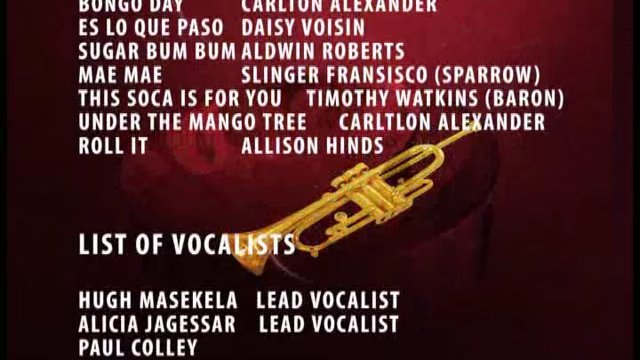 BONGO DAY CARLTON ALEXANDER
ES LO QUE PASO DAISY VOISIN
SUGAR BUM BUM ALDWIN ROBERTS
MAE MAE SLINGER FRANSISCO (SPARROW)
THIS SOCA IS FOR YOU TIMOTHY WATKINS (BARON)
UNDER THE MANGO TREE CARLTLON ALEXANDER
ROLL IT ALLISON HINDS
LIST OF VOCALISTS
HUGH MASEKELA LEAD VOCALIST
ALICIA JAGESSAR LEAD VOCALIST
PAUL COLLEY